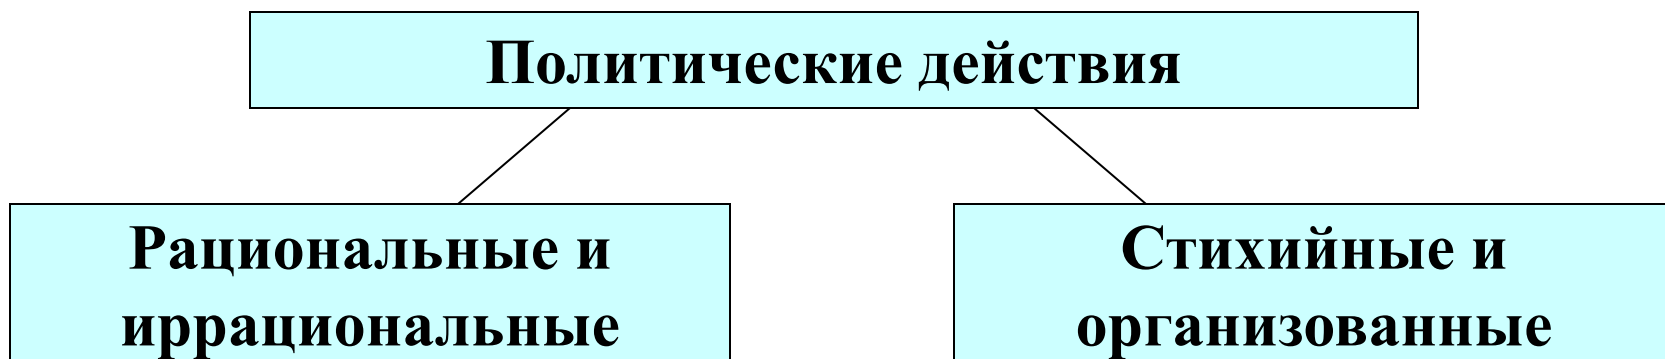 Политические действия
Рациональные и
иррациональные
Стихийные и
организованные